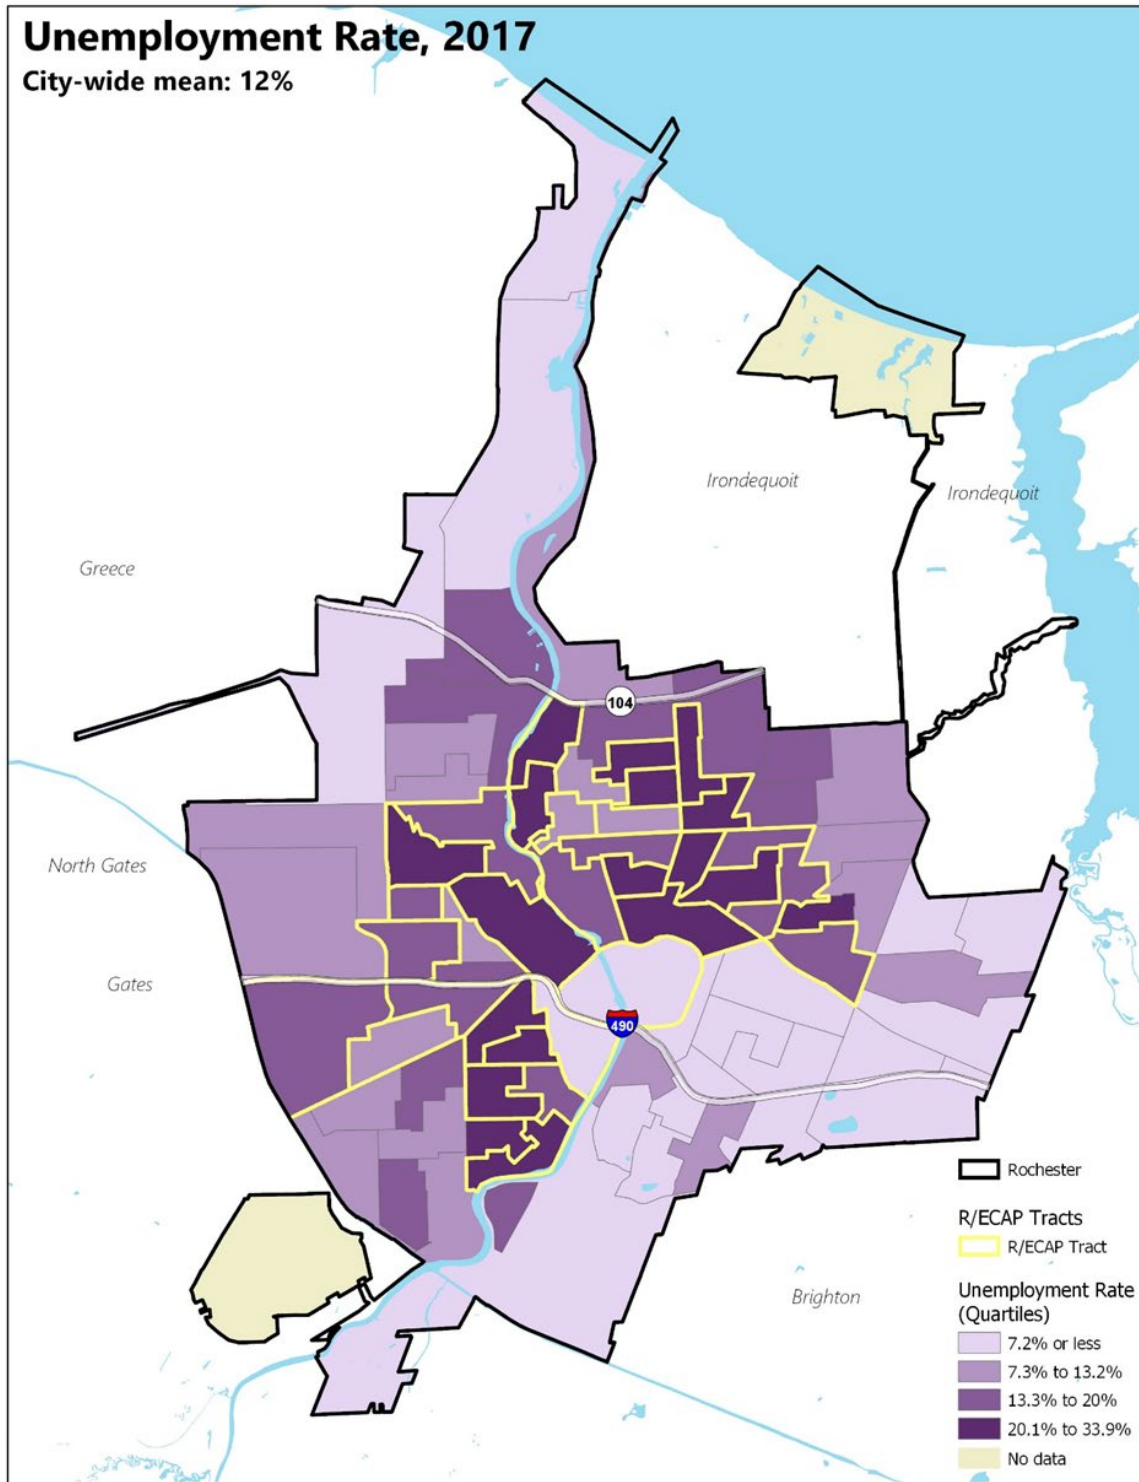 Unemployment Rate, 2017
City-wide mean: 12%
Irondequoit
Irondequoit
Greece
104
North Gates
Gates
490
Brighton
Rochester
R/ECAP Tracts
R/ECAP Tract
Unemployment Rate
(Quartiles)
7.2% or less
7.3% to 13.2%
13.3% to 20%
20.1% to 33.9%
No data